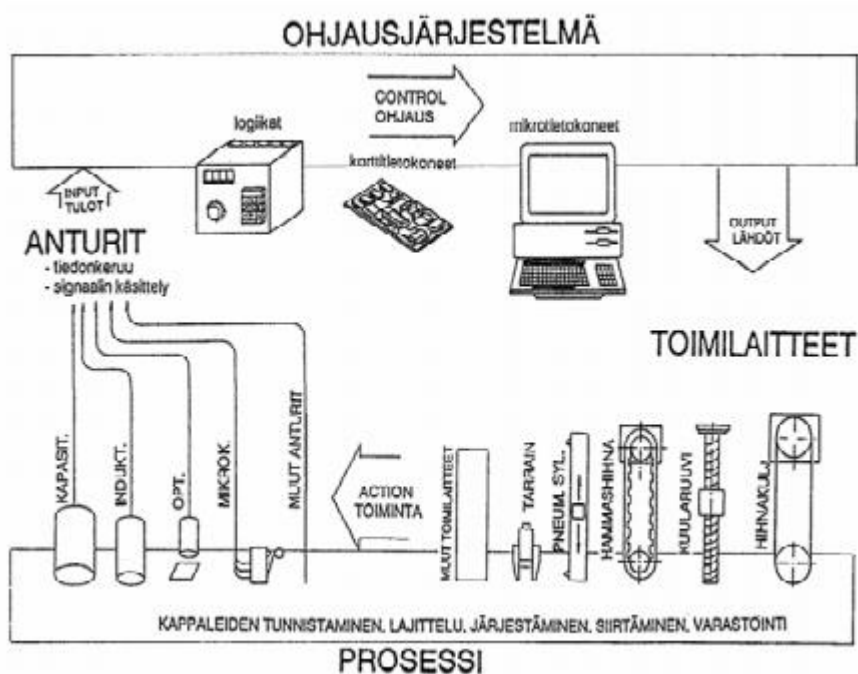 OHJAUSJÄRJESTELMÄ
CONTROL
OHJAUS
logiikat
korttitietokoneet
mikrotietokoneet
INPUT
TULOT
OUTPUT
LÄHDÖT
ANTURIT
- tiedonkeruu
- signaalin käsittely
TOIMILAITTEET
KAPASIT.
INDUKT.
OPT.
MIKROK.
MUUT ANTURIT
ACTION
TOIMINTA
MUUT TOIMILAITTEET
TARRAIN
PNEUM. SYL.
HAMMASHIHNA
KUULARUUVI
HIHNAKULJ.
KAPPALEIDEN TUNNISTAMINEN, LAJITTELU, JÄRJESTÄMINEN, SIIRTÄMINEN, VARASTOINTI
PROSESSI